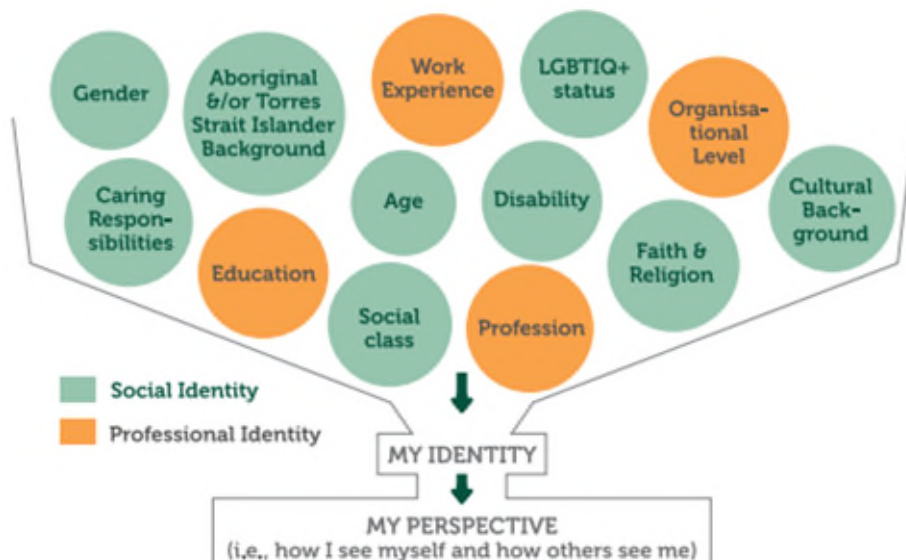 Gender
Aboriginal
&/or Torres
Strait Islander
Background
Work
Experience
LGBTIQ+
status
Organisa-
tional
Level
Caring
Respon-
sibilities
Age
Disability
Cultural
Back-
ground
Education
Faith &
Religion
Social
class
Profession
Social Identity
Professional Identity
MY IDENTITY
MY PERSPECTIVE
(i.e., how I see myself and how others see me)